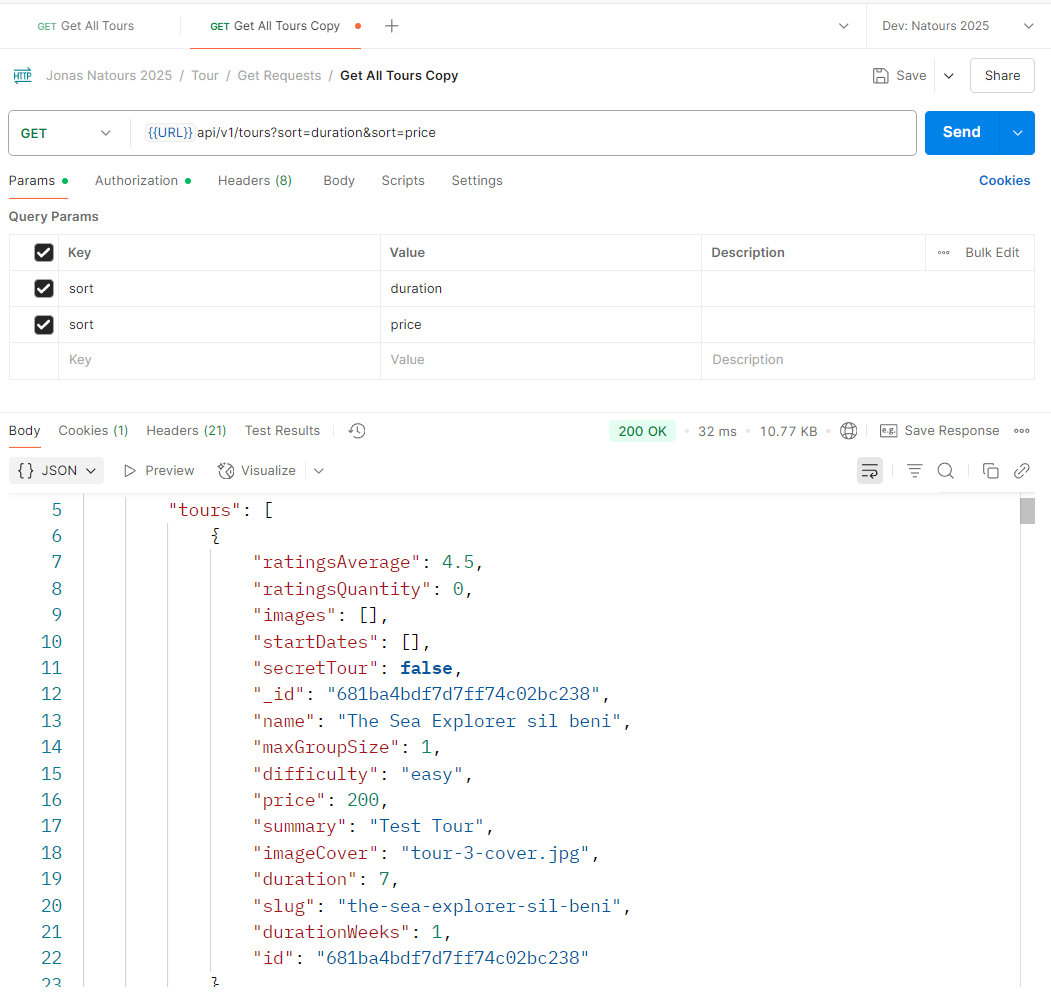 GET Get All Tours GET Get All Tours Copy Dev: Natours 2025
HTTP Jonas Natours 2025 / Tour / Get Requests / Get All Tours Copy Save Share
GET {{URL}} api/v1/tours?sort=duration&sort=price Send
Params Authorization Headers (8) Body Scripts Settings Cookies
Query Params
Key Value Description Bulk Edit
sort duration
sort price
Key Value Description
Body Cookies (1) Headers (21) Test Results 200 OK 32 ms 10.77 KB e.g. Save Response
{} JSON Preview Visualize
5 "tours": [
6 {
7 "ratingsAverage": 4.5,
8 "ratingsQuantity": 0,
9 "images": [],
10 "startDates": [],
11 "secretTour": false,
12 "_id": "681ba4bdf7d7ff74c02bc238",
13 "name": "The Sea Explorer sil beni",
14 "maxGroupSize": 1,
15 "difficulty": "easy",
16 "price": 200,
17 "summary": "Test Tour",
18 "imageCover": "tour-3-cover.jpg",
19 "duration": 7,
20 "slug": "the-sea-explorer-sil-beni",
21 "durationWeeks": 1,
22 "id": "681ba4bdf7d7ff74c02bc238"
23 }